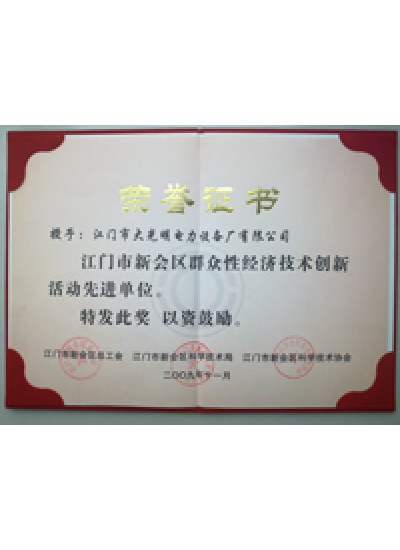 荣誉证书
授予：江门市大光明电力设备厂有限公司
江门市新会区群众性经济技术创新
活动先进单位。
特发此奖 以资鼓励。
江门市新会区总工会 江门市新会区科学技术局 江门市新会区科学技术协会
二00九年十一月